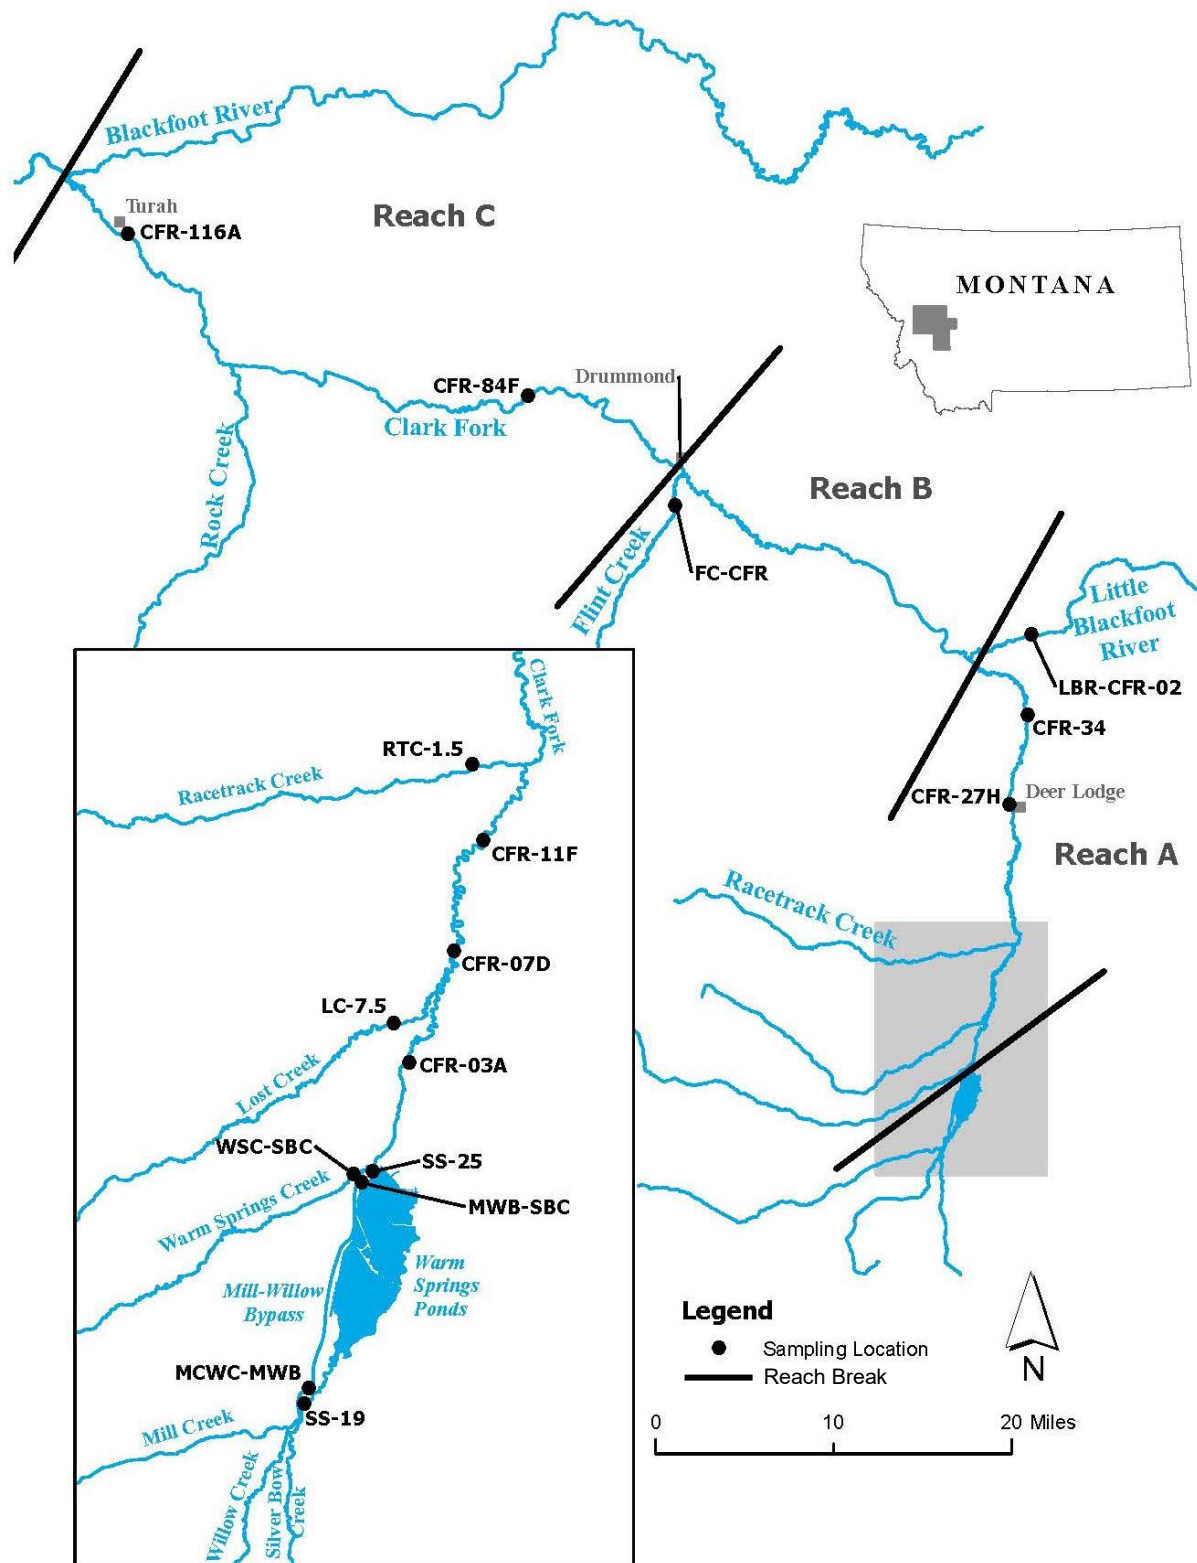 Blackfoot River
Turah
CFR-116A
Reach C
MONTANA
Drummond
CFR-84F
Clark Fork
Rock Creek
Reach B
Flint Creek
FC-CFR
Little
Blackfoot
River
LBR-CFR-02
CFR-34
CFR-27H
Deer Lodge
Reach A
Racetrack Creek
Clark Fork
RTC-1.5
Racetrack Creek
CFR-11F
CFR-07D
LC-7.5
CFR-03A
Lost Creek
WSC-SBC
SS-25
MWB-SBC
Warm Springs Creek
Mill-Willow
Bypass
Warm
Springs
Ponds
MCWC-MWB
SS-19
Mill Creek
Willow Creek
Silver Bow
Creek
Legend
Sampling Location
Reach Break
N
0 10 20 Miles